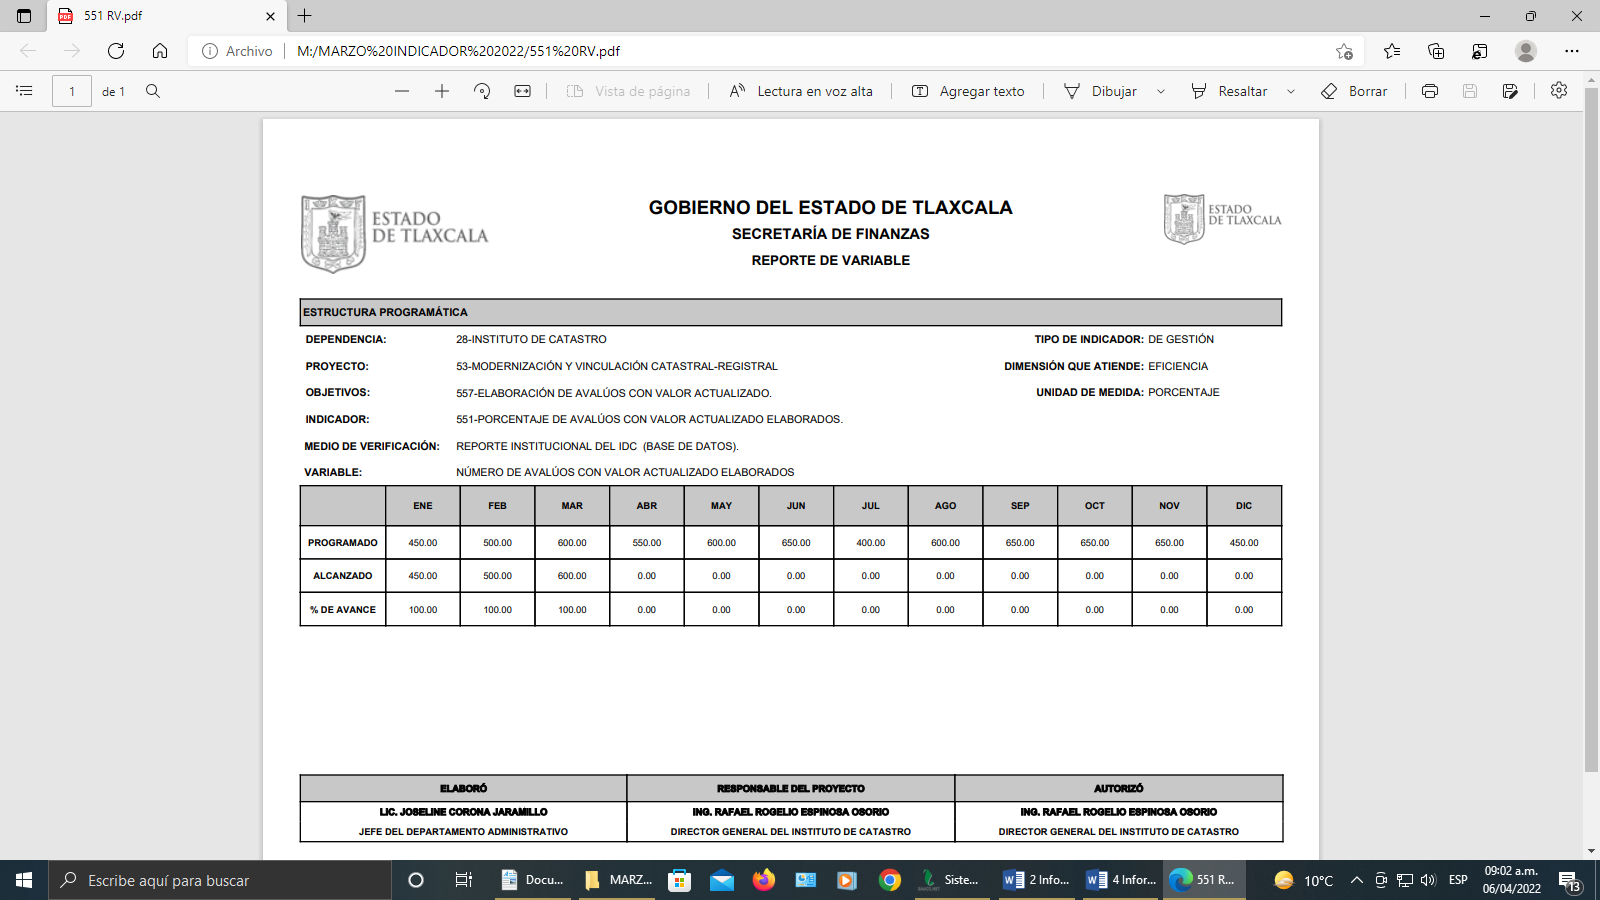 551 RV.pdf
Archivo
M:/MARZO%20INDICADOR%202022/551%20RV.pdf
1 de 1
Vista de página
Lectura en voz alta
Agregar texto
Dibujar
Resaltar
Borrar
ESTADO DE TLAXCALA
GOBIERNO DEL ESTADO DE TLAXCALA
SECRETARÍA DE FINANZAS
REPORTE DE VARIABLE
ESTADO DE TLAXCALA
ESTRUCTURA PROGRAMÁTICA
DEPENDENCIA: 28-INSTITUTO DE CATASTRO TIPO DE INDICADOR: DE GESTIÓN
PROYECTO: 53-MODERNIZACIÓN Y VINCULACIÓN CATASTRAL-REGISTRAL DIMENSIÓN QUE ATIENDE: EFICIENCIA
OBJETIVOS: 557-ELABORACIÓN DE AVALÚOS CON VALOR ACTUALIZADO. UNIDAD DE MEDIDA: PORCENTAJE
INDICADOR: 551-PORCENTAJE DE AVALÚOS CON VALOR ACTUALIZADO ELABORADOS.
MEDIO DE VERIFICACIÓN: REPORTE INSTITUCIONAL DEL IDC (BASE DE DATOS).
VARIABLE: NÚMERO DE AVALÚOS CON VALOR ACTUALIZADO ELABORADOS
ENE FEB MAR ABR MAY JUN JUL AGO SEP OCT NOV DIC
PROGRAMADO 450.00 500.00 600.00 550.00 600.00 650.00 400.00 600.00 650.00 650.00 650.00 450.00
ALCANZADO 450.00 500.00 600.00 0.00 0.00 0.00 0.00 0.00 0.00 0.00 0.00 0.00
% DE AVANCE 100.00 100.00 100.00 0.00 0.00 0.00 0.00 0.00 0.00 0.00 0.00 0.00
ELABORÓ RESPONSABLE DEL PROYECTO AUTORIZÓ
LIC. JOSELINE CORONA JARAMILLO ING. RAFAEL ROGELIO ESPINOSA OSORIO ING. RAFAEL ROGELIO ESPINOSA OSORIO
JEFE DEL DEPARTAMENTO ADMINISTRATIVO DIRECTOR GENERAL DEL INSTITUTO DE CATASTRO DIRECTOR GENERAL DEL INSTITUTO DE CATASTRO
Escribe aquí para buscar
Docu...
MARZ...
Siste...
2 Info...
4 Infor...
551 R...
10°C
ESP
09:02 a.m.
06/04/2022
13